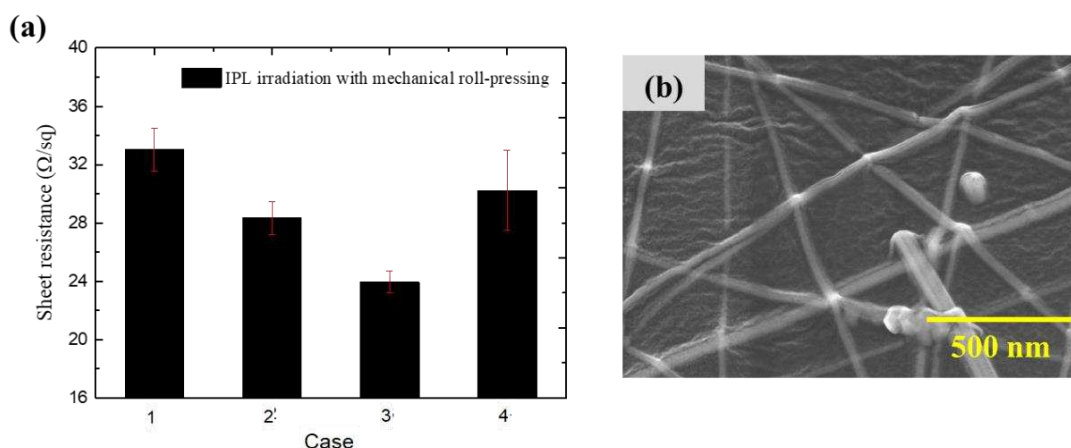 (a)
40
36
32
28
24
20
16
Sheet resistance (Ω/sq)
IPL irradiation with mechanical roll-pressing
1
2
3
4
Case
(b)
500 nm